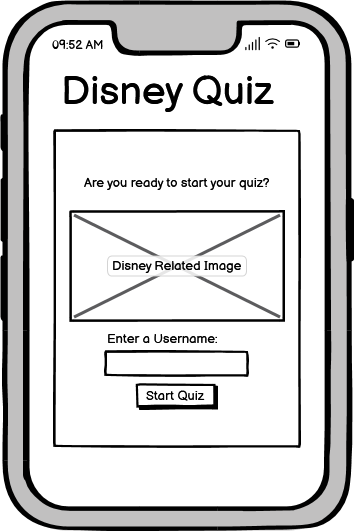 09:52 AM
Disney Quiz
Are you ready to start your quiz?
Disney Related Image
Enter a Username:
Start Quiz